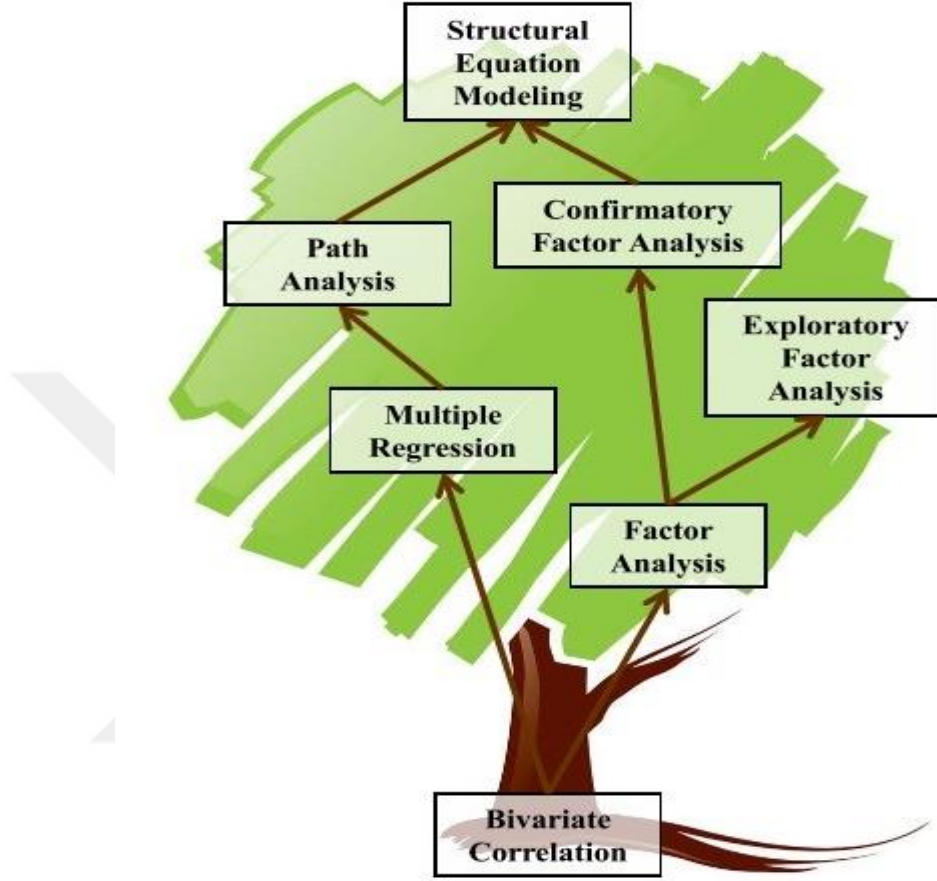 Structural
Equation
Modeling
Confirmatory
Factor Analysis
Path
Analysis
Exploratory
Factor
Analysis
Multiple
Regression
Factor
Analysis
Bivariate
Correlation